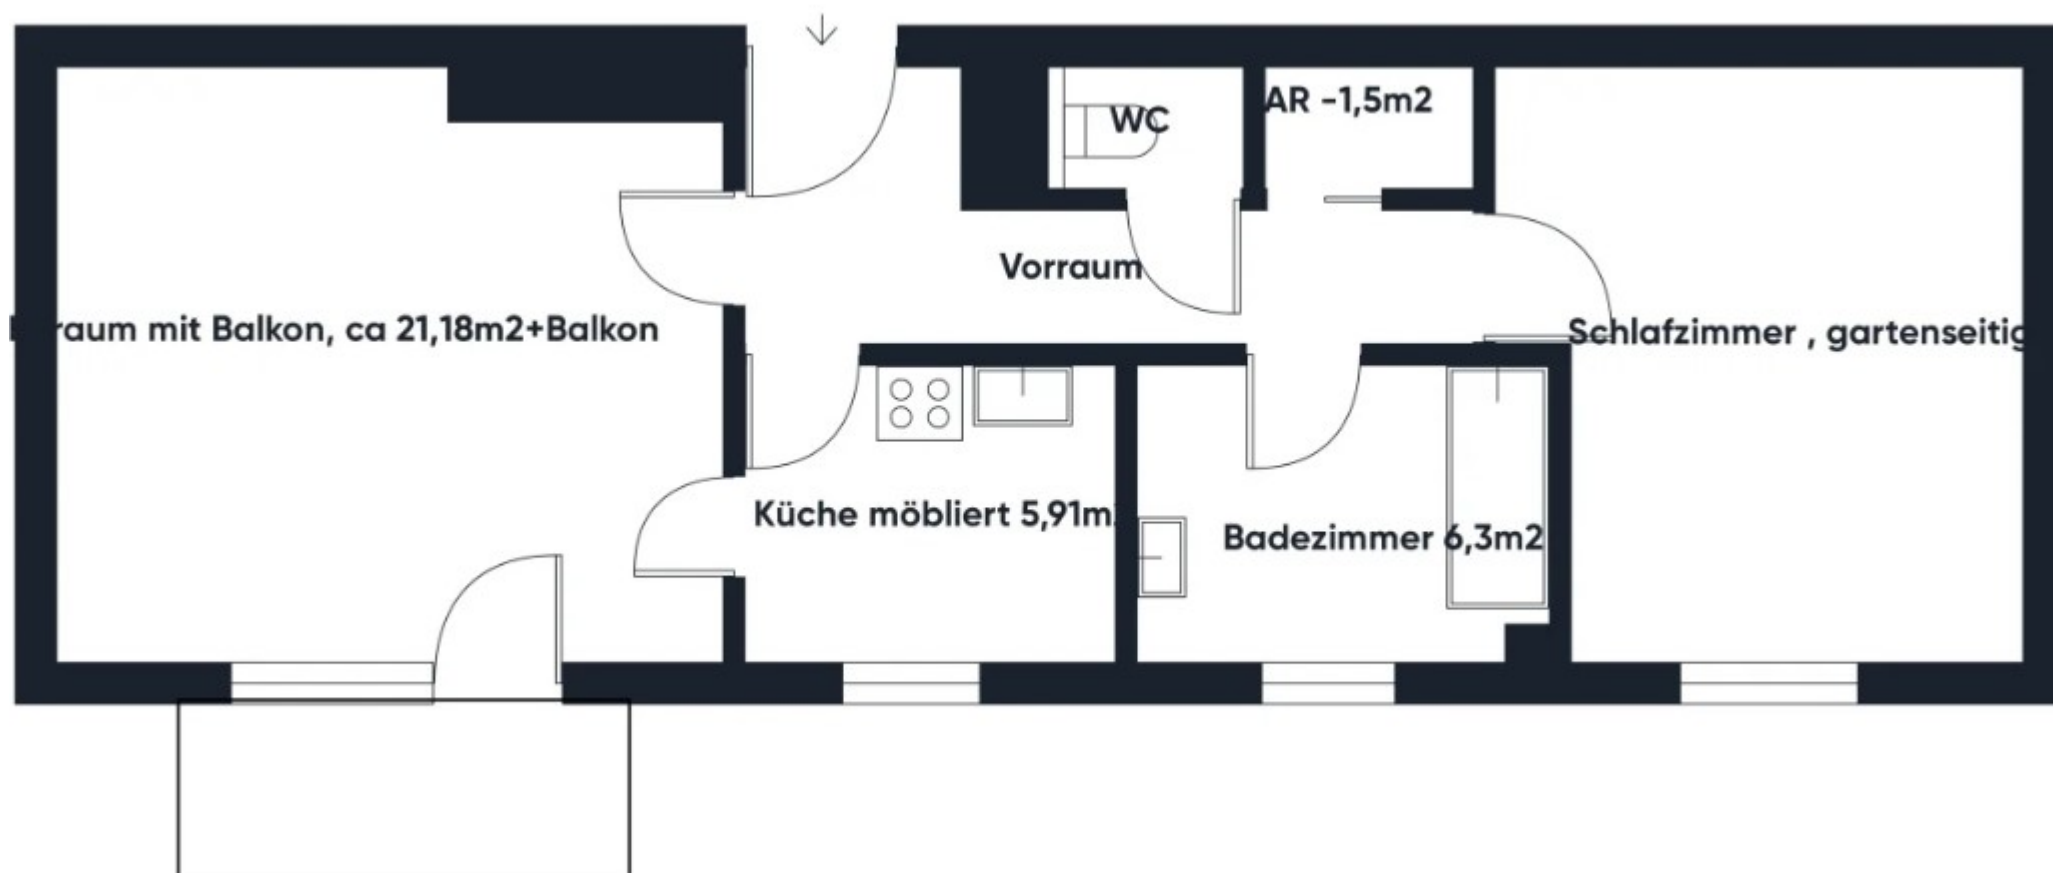 WC
AR -1,5m2
Vorraum
raum mit Balkon, ca 21,18m2+Balkon
Schlafzimmer , gartenseitig
Küche möbliert 5,91m
Badezimmer 6,3m2